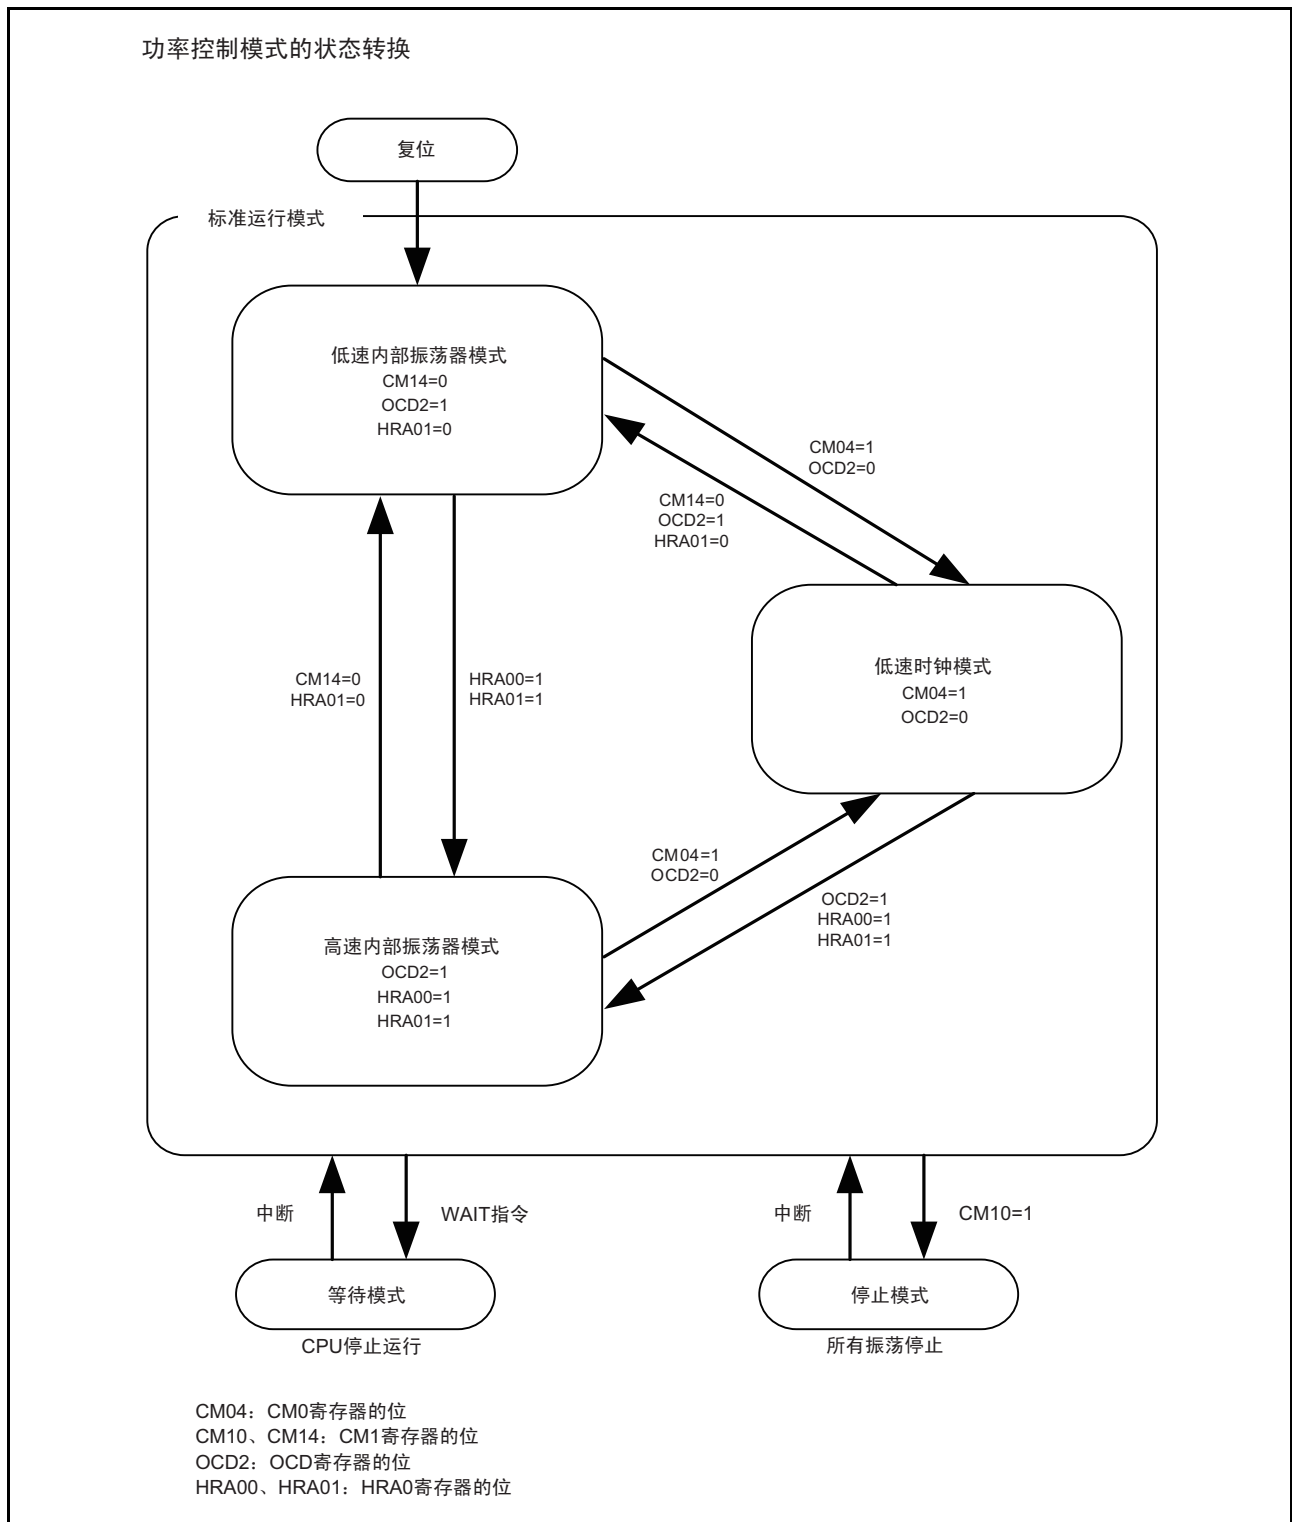 功率控制模式的状态转换
复位
标准运行模式
低速内部振荡器模式
CM14=0
OCD2=1
HRA01=0
CM04=1
OCD2=0
CM14=0
OCD2=1
HRA01=0
低速时钟模式
CM04=1
OCD2=0
CM14=0
HRA01=0
HRA00=1
HRA01=1
CM04=1
OCD2=0
OCD2=1
HRA00=1
HRA01=1
高速内部振荡器模式
OCD2=1
HRA00=1
HRA01=1
中断
WAIT指令
中断
CM10=1
等待模式
停止模式
CPU停止运行
所有振荡停止
CM04：CM0寄存器的位
CM10、CM14：CM1寄存器的位
OCD2：OCD寄存器的位
HRA00、HRA01：HRA0寄存器的位